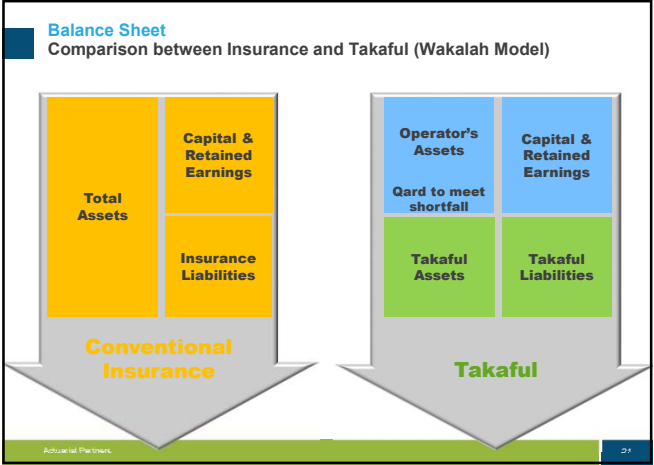 Balance Sheet
Comparison between Insurance and Takaful (Wakalah Model)
Total
Assets
Capital &
Retained
Earnings
Insurance
Liabilities
Conventional
Insurance
Operator's
Assets
Qard to meet
shortfall
Capital &
Retained
Earnings
Takaful
Assets
Takaful
Liabilities
Takaful
Actuarial Partners